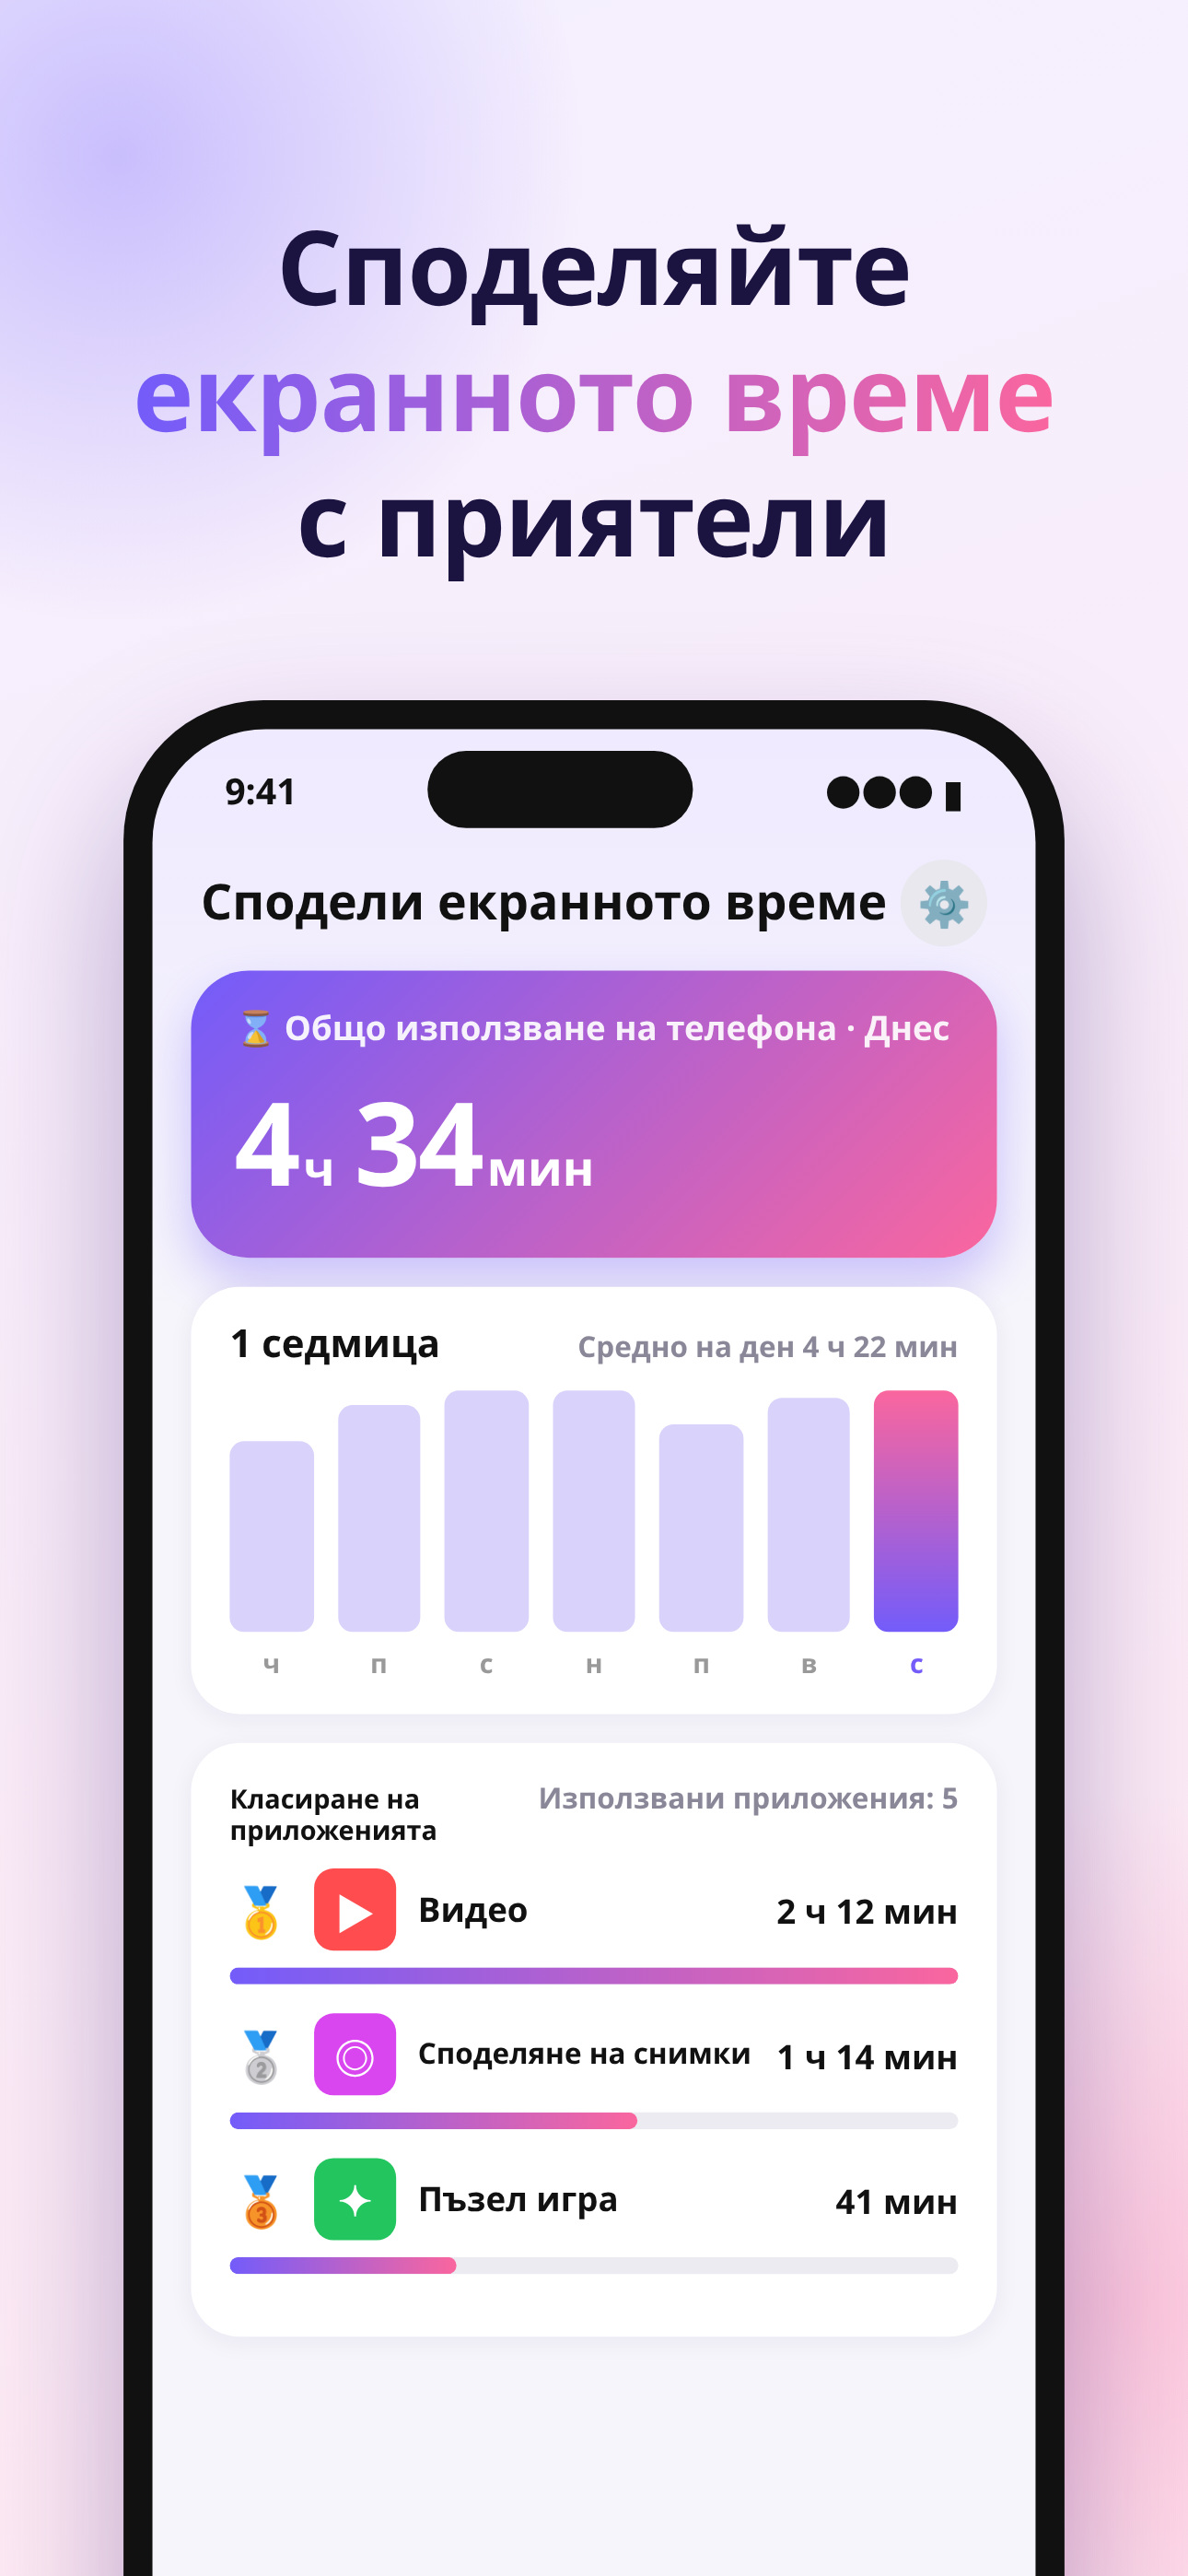 Споделяйте
екранното време
с приятели
9:41
Сподели екранното време
⌛ Общо използване на телефона · Днес
4ч 34мин
1 седмица
Средно на ден 4 ч 22 мин
ч п с н п в с
Класиране на
приложенията
Използвани приложения: 5
Видео
2 ч 12 мин
Споделяне на снимки
1 ч 14 мин
Пъзел игра
41 мин